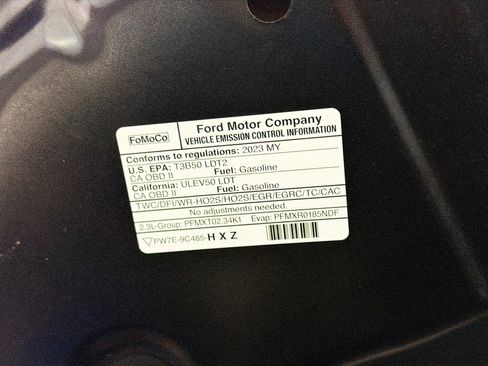 FoMoCo
Ford Motor Company
VEHICLE EMISSION CONTROL INFORMATION
Conforms to regulations: 2023 MY
U.S. EPA: T3B50 LDT2
CA OBD II Fuel: Gasoline
California: ULEV50 LDT
CA OBD II Fuel: Gasoline
TWC/DFI/WR-HO2S/HO2S/EGR/EGRC/TC/CAC
No adjustments needed.
2.3L-Group: PFMXT02.34K1 Evap: PFMXR0185NDF
PW7E-9C485-HXZ